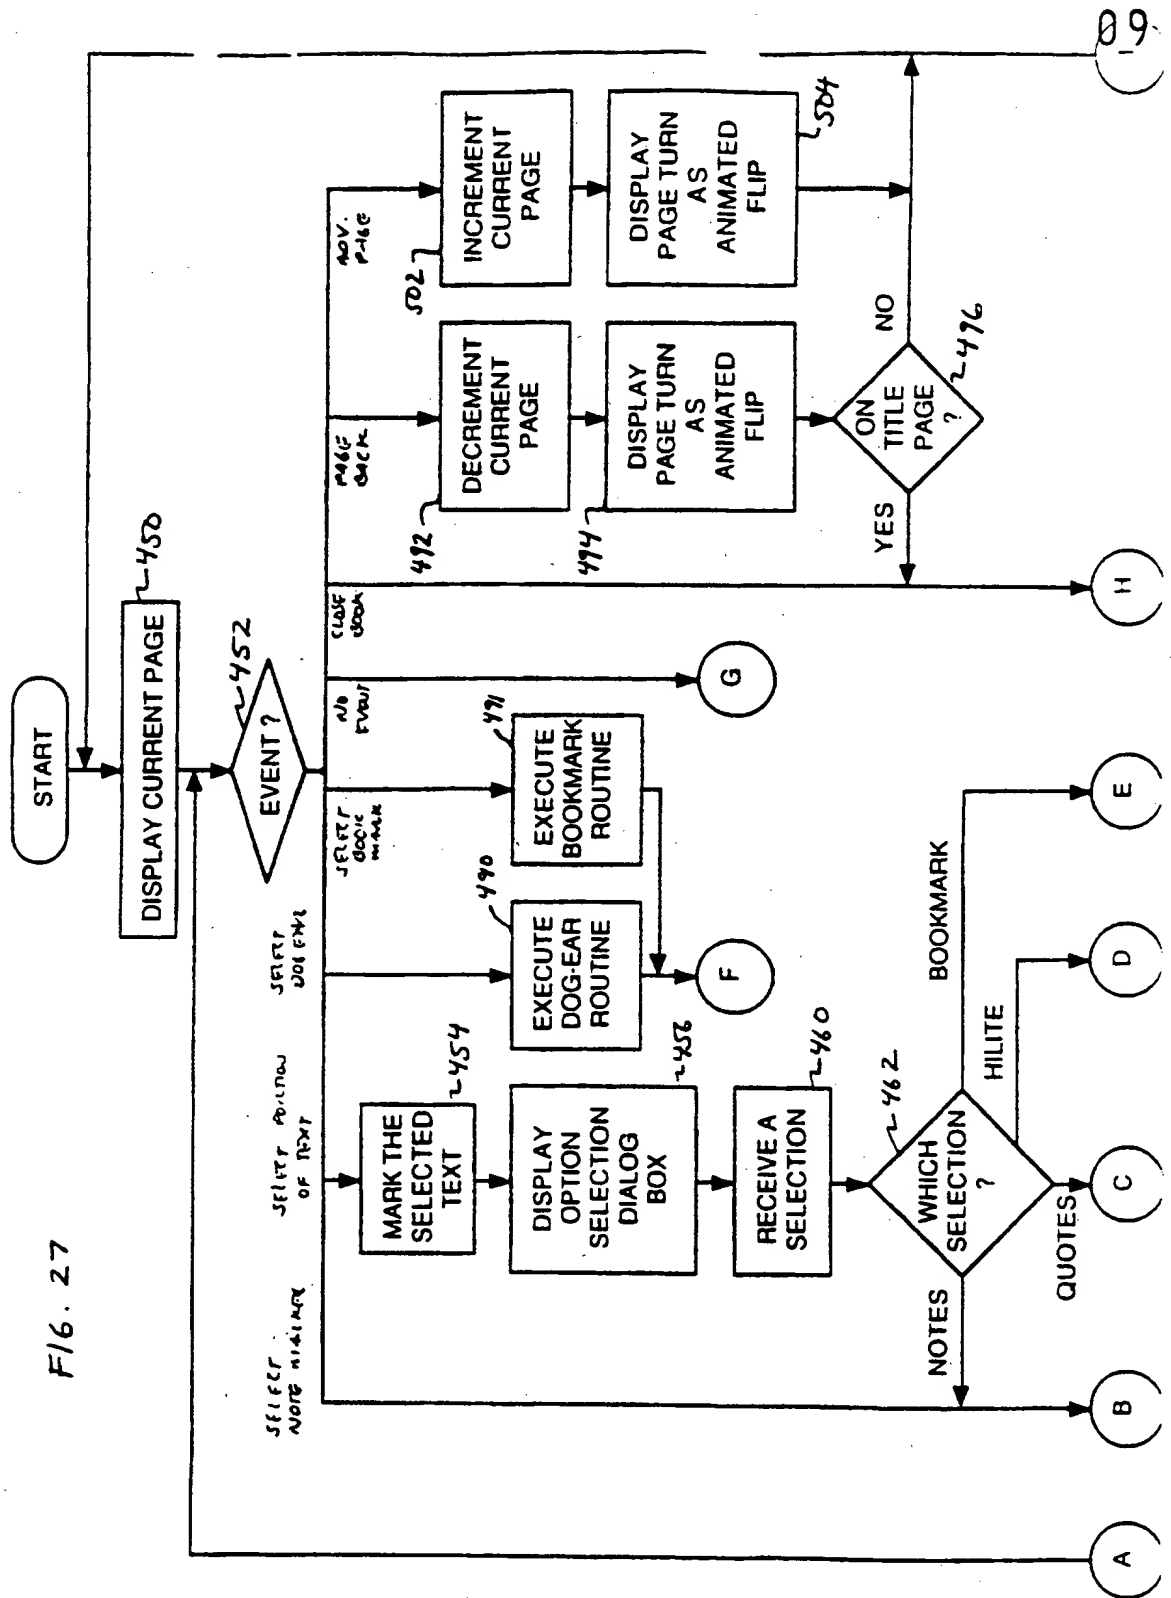 FIG. 27
09
START
DISPLAY CURRENT PAGE
450
EVENT ?
452
SELECT
NOTE
SELECT PORTION
OF TEXT
SELECT
DOG EAR
SELECT
BOOK
MARK
NO
EVENT
CLOSE
BOOK
PAGE
BACK
ADV.
PAGE
MARK THE
SELECTED
TEXT
454
DISPLAY
OPTION
SELECTION
DIALOG
BOX
456
RECEIVE A
SELECTION
460
WHICH
SELECTION
?
462
NOTES
QUOTES
HILITE
BOOKMARK
EXECUTE
DOG-EAR
ROUTINE
490
EXECUTE
BOOKMARK
ROUTINE
491
DECREMENT
CURRENT
PAGE
492
DISPLAY
PAGE TURN
AS
ANIMATED
FLIP
494
ON
TITLE
PAGE
?
496
YES
NO
INCREMENT
CURRENT
PAGE
502
DISPLAY
PAGE TURN
AS
ANIMATED
FLIP
504
F
G
A
B
C
D
E
H
I